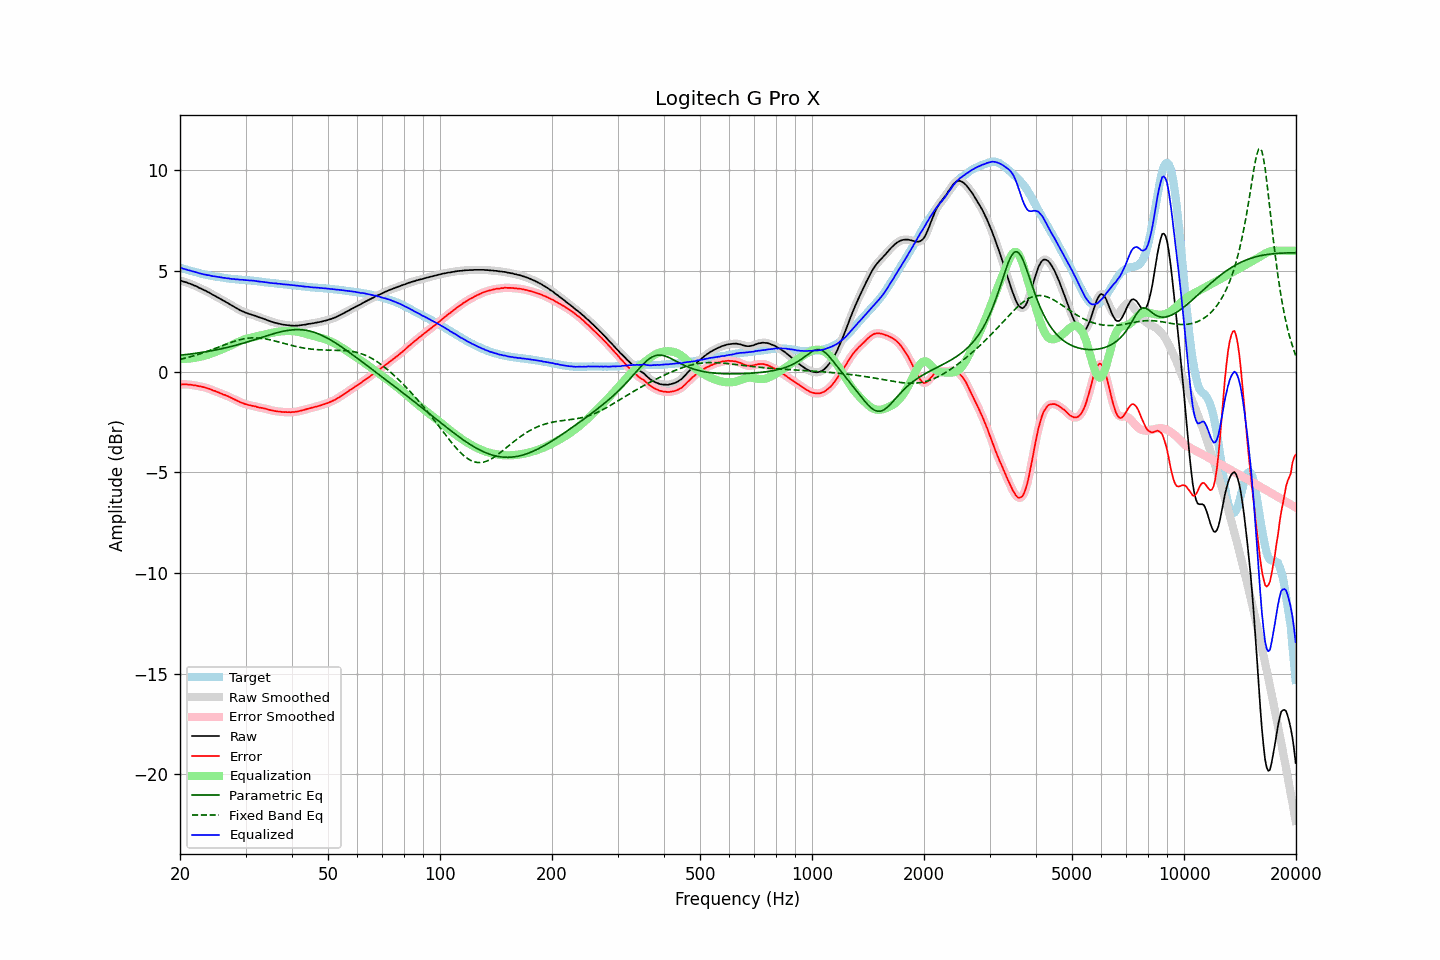 Logitech G Pro X
Amplitude (dBr)
10
5
0
−5
−10
−15
−20
Target
Raw Smoothed
Error Smoothed
Raw
Error
Equalization
Parametric Eq
Fixed Band Eq
Equalized
20 50 100 200 500 1000 2000 5000 10000 20000
Frequency (Hz)